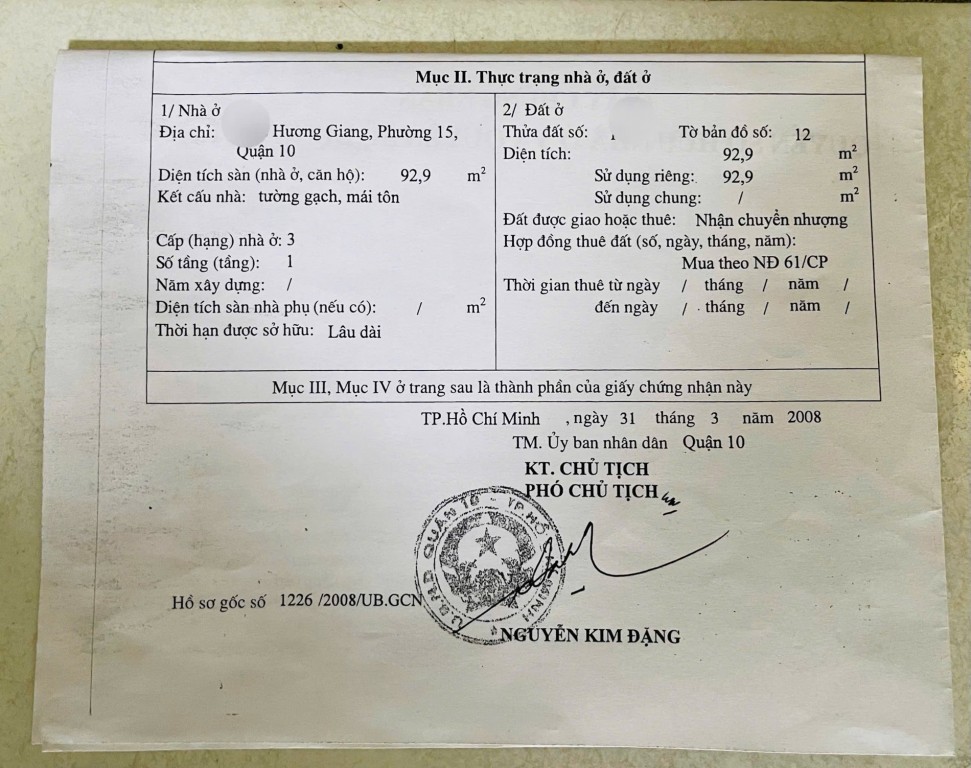 Mục II. Thực trạng nhà ở, đất ở
1/ Nhà ở
Địa chỉ: Hương Giang, Phường 15,
Quận 10
Diện tích sàn (nhà ở, căn hộ): 92,9 m²
Kết cấu nhà: tường gạch, mái tôn
Cấp (hạng) nhà ở: 3
Số tầng (tầng): 1
Năm xây dựng: /
Diện tích sàn nhà phụ (nếu có): / m²
Thời hạn được sở hữu: Lâu dài
2/ Đất ở
Thửa đất số: Tờ bản đồ số: 12
Diện tích: 92,9 m²
Sử dụng riêng: 92,9 m²
Sử dụng chung: / m²
Đất được giao hoặc thuê: Nhận chuyển nhượng
Hợp đồng thuê đất (số, ngày, tháng, năm):
Mua theo NĐ 61/CP
Thời gian thuê từ ngày / tháng / năm /
đến ngày / tháng / năm /
Mục III, Mục IV ở trang sau là thành phần của giấy chứng nhận này
TP.Hồ Chí Minh , ngày 31 tháng 3 năm 2008
TM. Ủy ban nhân dân Quận 10
KT. CHỦ TỊCH
PHÓ CHỦ TỊCH
U.B.N.D QUẬN 10 - TP.HỒ MINH
Hồ sơ gốc số 1226 /2008/UB.GCN
NGUYỄN KIM ĐẶNG